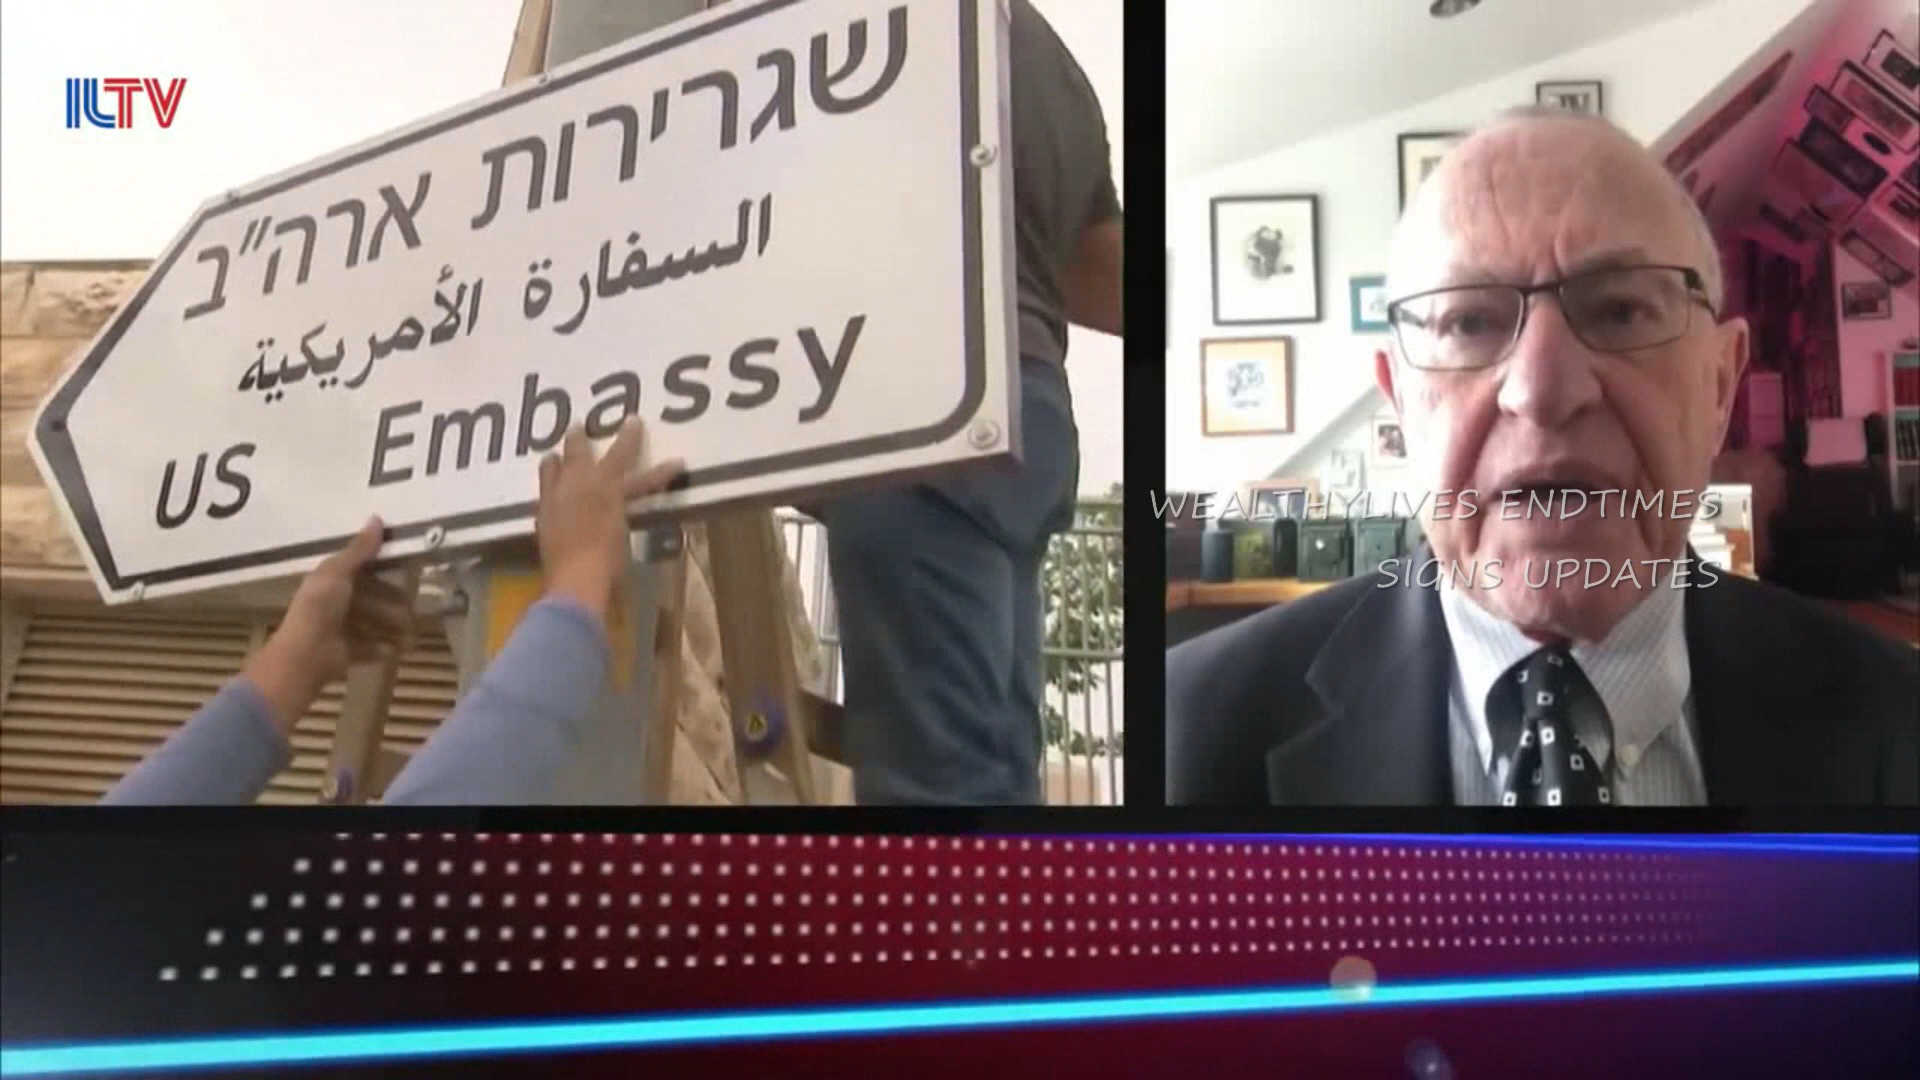 ILTV
שגרירות ארה"ב
السفارة الأمريكية
US Embassy
WEALTHYLIVES ENDTIMES
SIGNS UPDATES